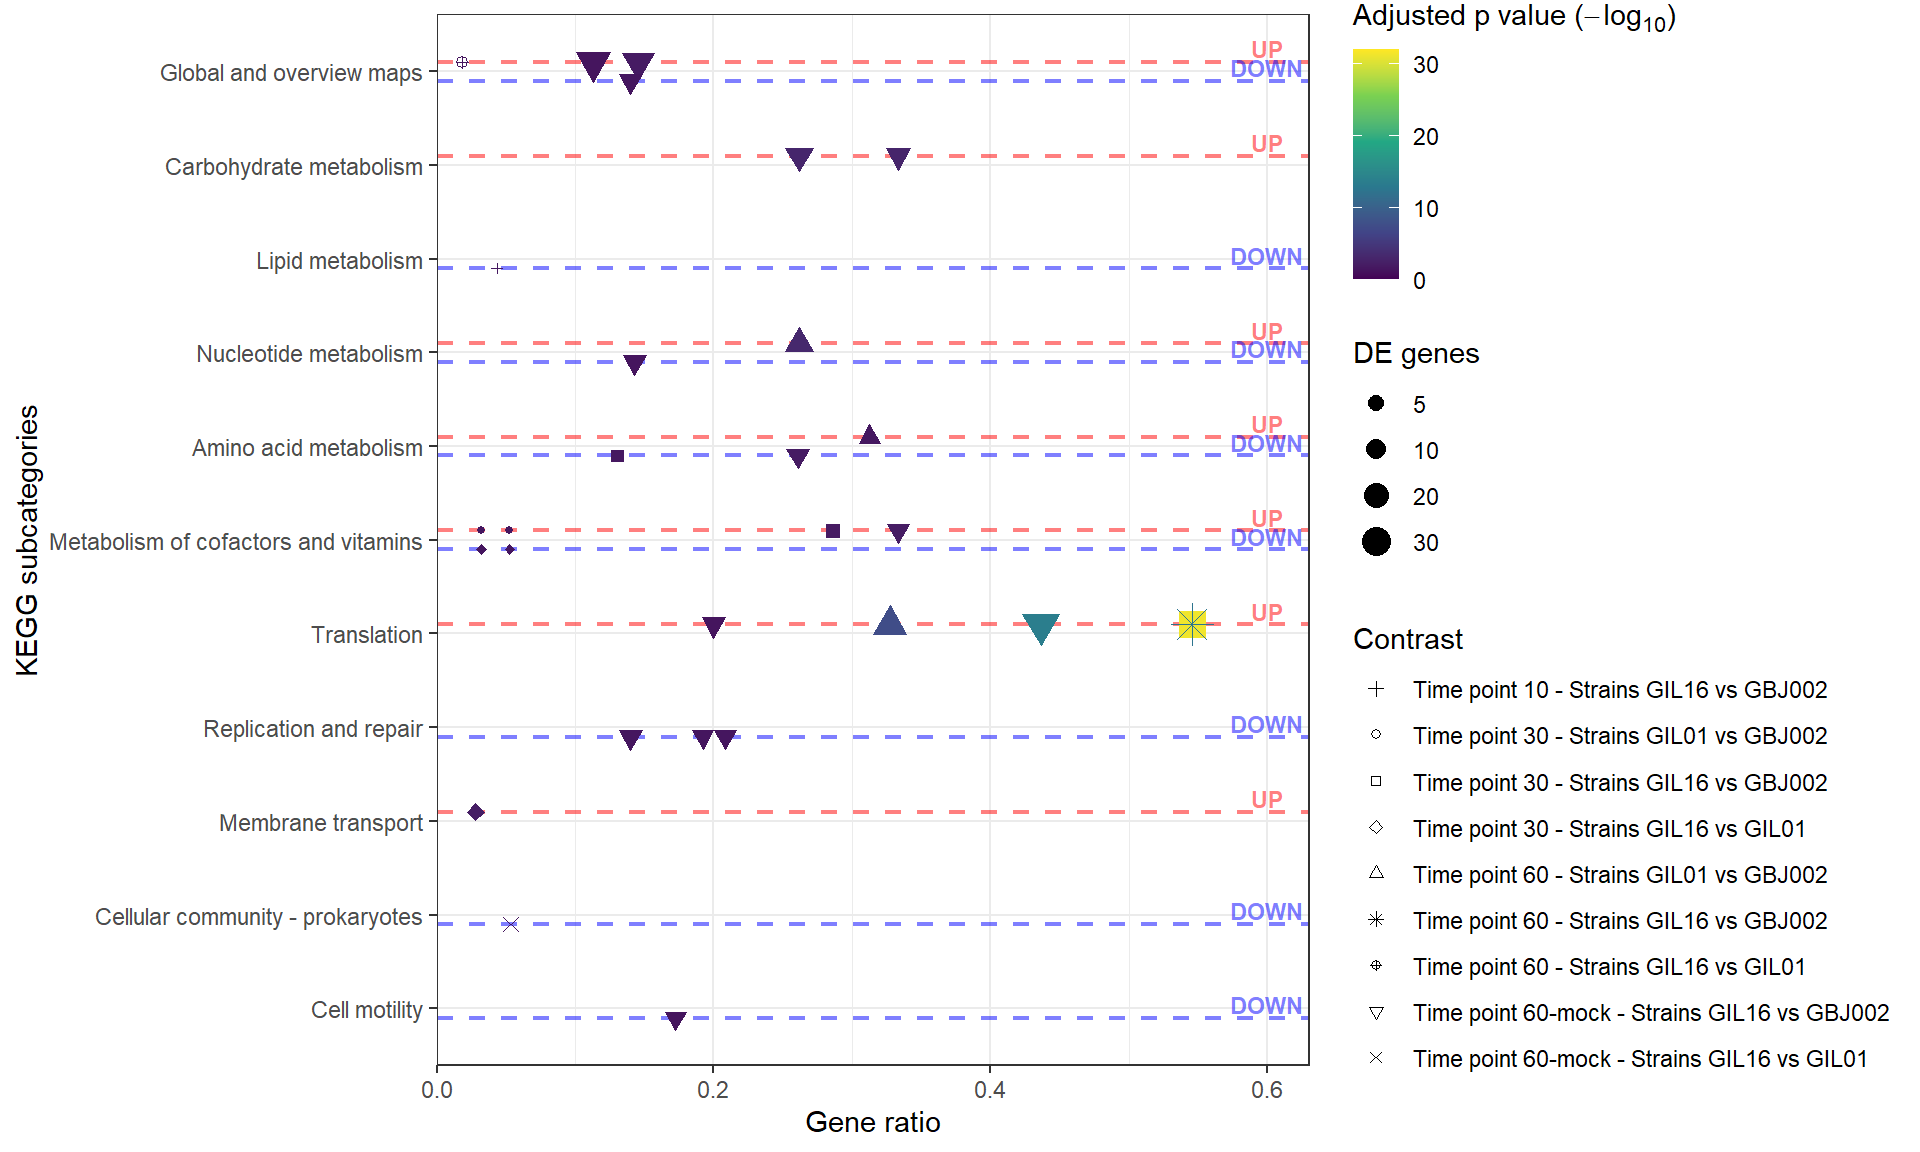 Adjusted p value (−log10)
30
20
10
0
DE genes
5
10
20
30
Contrast
Time point 10 - Strains GIL16 vs GBJ002
Time point 30 - Strains GIL01 vs GBJ002
Time point 30 - Strains GIL16 vs GBJ002
Time point 30 - Strains GIL16 vs GIL01
Time point 60 - Strains GIL01 vs GBJ002
Time point 60 - Strains GIL16 vs GBJ002
Time point 60 - Strains GIL16 vs GIL01
Time point 60-mock - Strains GIL16 vs GBJ002
Time point 60-mock - Strains GIL16 vs GIL01
KEGG subcategories
Global and overview maps
UP
DOWN
Carbohydrate metabolism
UP
Lipid metabolism
DOWN
Nucleotide metabolism
UP
DOWN
Amino acid metabolism
UP
DOWN
Metabolism of cofactors and vitamins
UP
DOWN
Translation
UP
Replication and repair
DOWN
Membrane transport
UP
Cellular community - prokaryotes
DOWN
Cell motility
DOWN
0.0
0.2
0.4
0.6
Gene ratio